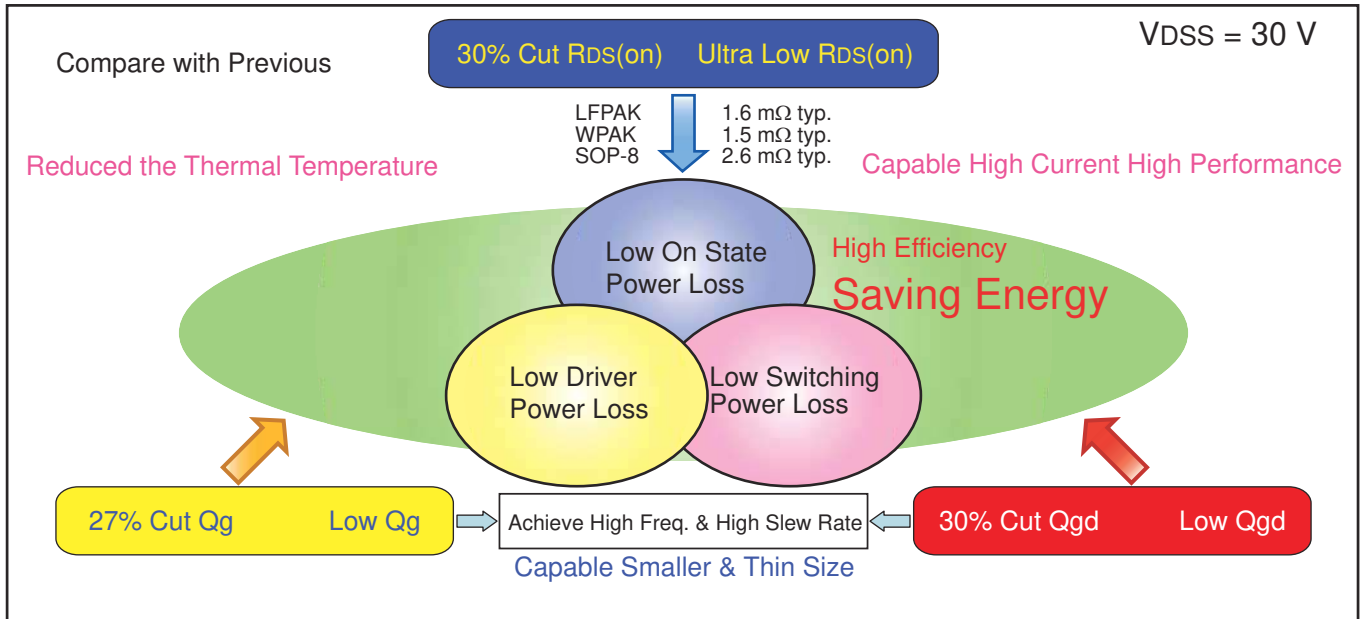 VDSS = 30 V
Compare with Previous
30% Cut RDS(on) Ultra Low RDS(on)
LFPAK 1.6 mΩ typ.
WPAK 1.5 mΩ typ.
SOP-8 2.6 mΩ typ.
Reduced the Thermal Temperature
Capable High Current High Performance
Low On State
Power Loss
High Efficiency
Saving Energy
Low Driver
Power Loss
Low Switching
Power Loss
27% Cut Qg Low Qg
Achieve High Freq. & High Slew Rate
30% Cut Qgd Low Qgd
Capable Smaller & Thin Size